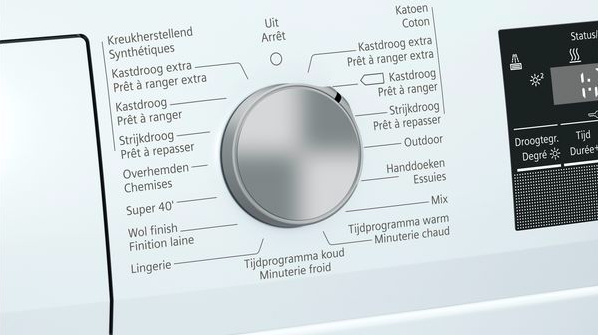 Kreukherstellend
Synthétiques
Kastdroog extra
Prêt à ranger extra
Kastdroog
Prêt à ranger
Strijkdroog
Prêt à repasser
Overhemden
Chemises
Super 40'
Wol finish
Finition laine
Lingerie
Uit
Arrêt
Katoen
Coton
Kastdroog extra
Prêt à ranger extra
Kastdroog
Prêt à ranger
Strijkdroog
Prêt à repasser
Outdoor
Handdoeken
Essuies
Mix
Tijdprogramma warm
Minuterie chaud
Tijdprogramma koud
Minuterie froid
Status/
Droogtegr.
Degré
Tijd
Durée+